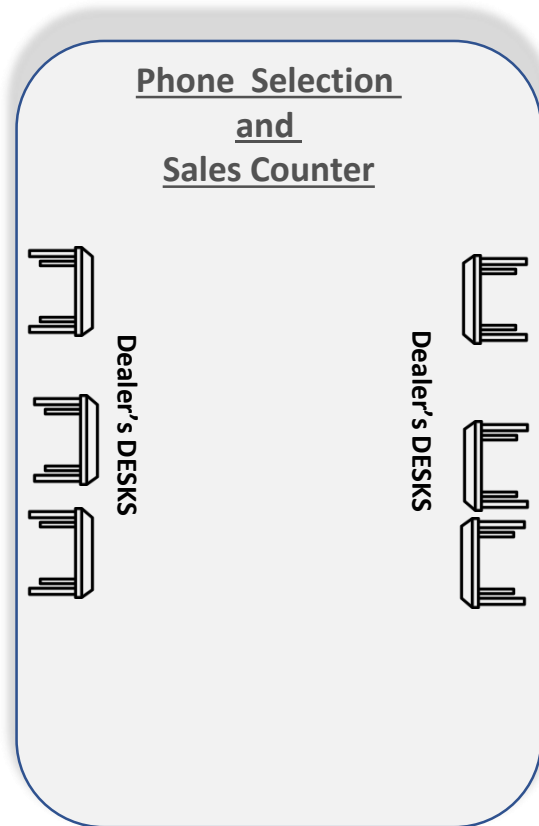 Phone Selection
and
Sales Counter
Dealer’s DESKS
Dealer’s DESKS